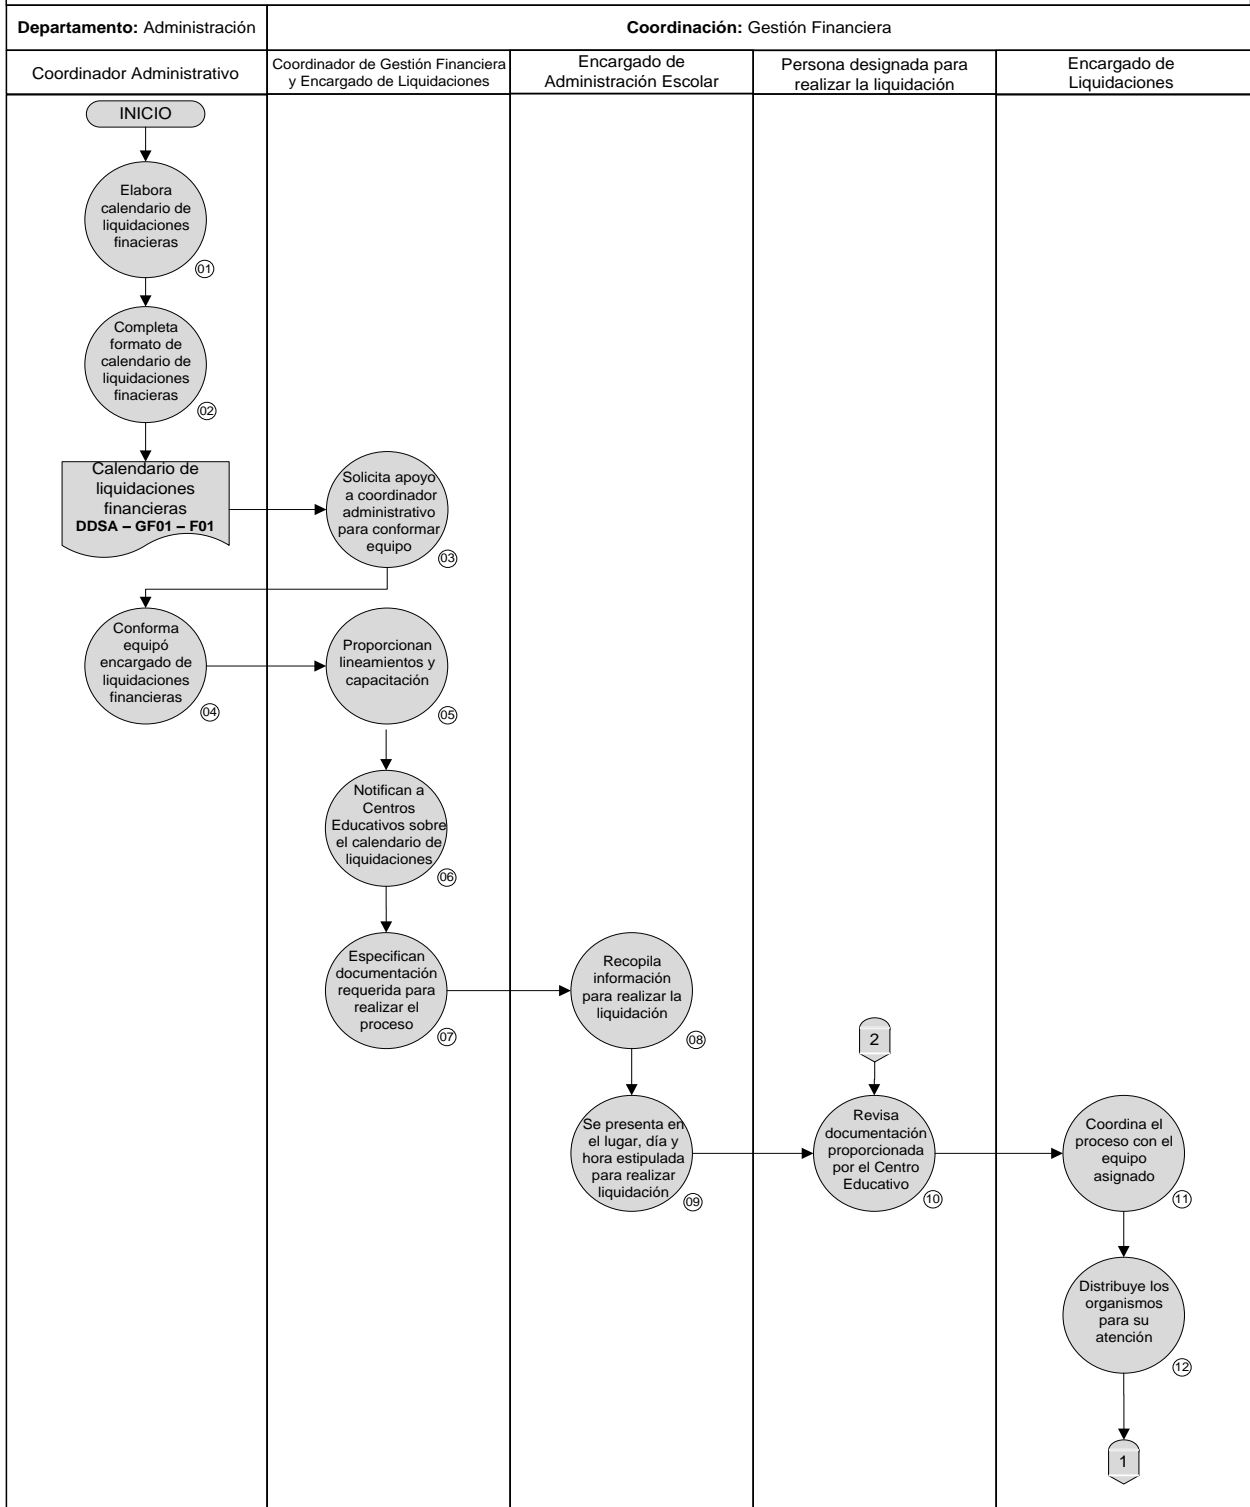 Departamento: Administración
Coordinación: Gestión Financiera
Coordinador Administrativo
Coordinador de Gestión Financiera
y Encargado de Liquidaciones
Encargado de
Administración Escolar
Persona designada para
realizar la liquidación
Encargado de
Liquidaciones
INICIO
Elabora
calendario de
liquidaciones
finacieras
01
Completa
formato de
calendario de
liquidaciones
finacieras
02
Calendario de
liquidaciones
financieras
DDSA – GF01 – F01
Solicita apoyo
a coordinador
administrativo
para conformar
equipo
03
Conforma
equipó
encargado de
liquidaciones
financieras
04
Proporcionan
lineamientos y
capacitación
05
Notifican a
Centros
Educativos sobre
el calendario de
liquidaciones
06
Especifican
documentación
requerida para
realizar el
proceso
07
Recopila
información
para realizar la
liquidación
08
Se presenta en
el lugar, día y
hora estipulada
para realizar
liquidación
09
2
Revisa
documentación
proporcionada
por el Centro
Educativo
10
Coordina el
proceso con el
equipo
asignado
11
Distribuye los
organismos
para su
atención
12
1